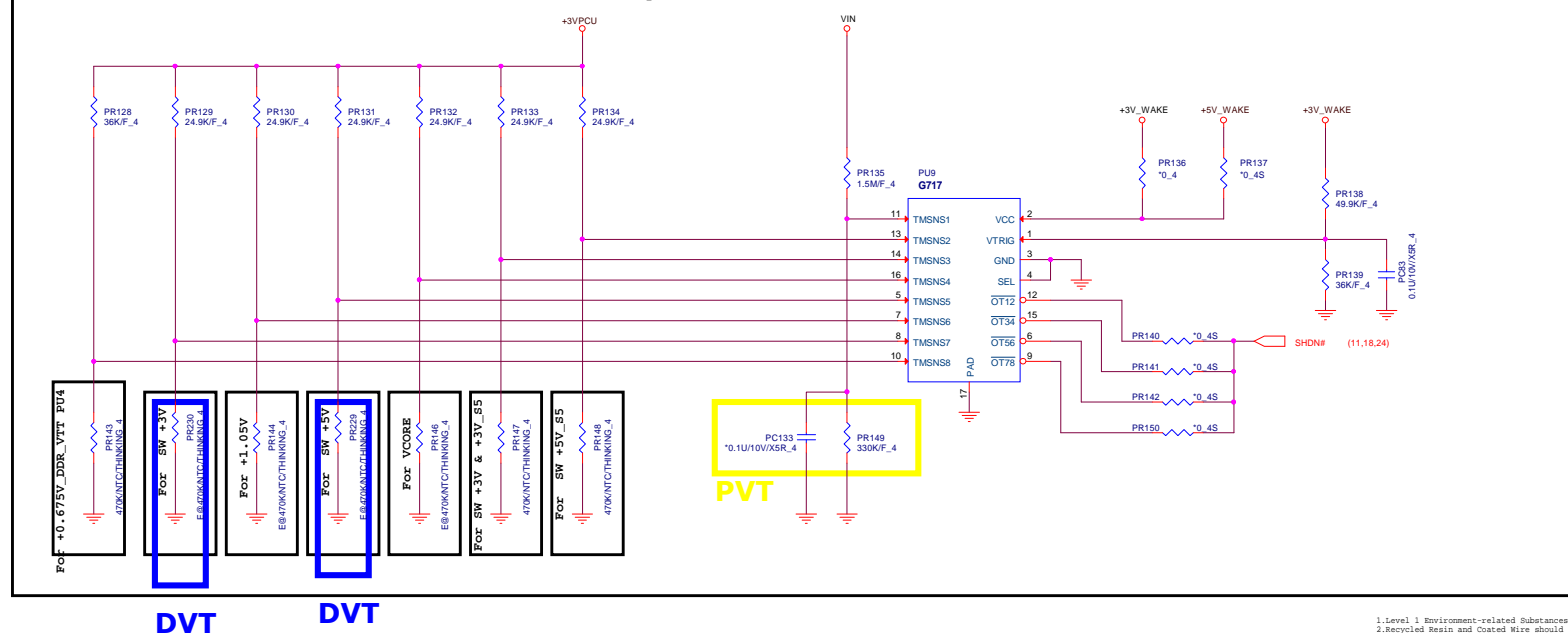 +3VPCU
VIN
PR128
36K/F_4
PR129
24.9K/F_4
PR130
24.9K/F_4
PR131
24.9K/F_4
PR132
24.9K/F_4
PR133
24.9K/F_4
PR134
24.9K/F_4
+3V_WAKE
+5V_WAKE
+3V_WAKE
PR135
1.5M/F_4
PU9
G717
PR136
*0_4
PR137
*0_4S
PR138
49.9K/F_4
11
TMSNS1
13
TMSNS2
14
TMSNS3
16
TMSNS4
5
TMSNS5
7
TMSNS6
8
TMSNS7
10
TMSNS8
VCC
2
VTRIG
1
GND
3
SEL
4
OT12
12
OT34
15
OT56
6
OT78
9
PAD
17
PR139
36K/F_4
PC83
0.1U/10V/X5R_4
PR140
*0_4S
PR141
*0_4S
PR142
*0_4S
PR150
*0_4S
SHDN#
(11,18,24)
For +0.675V_DDR_VTT PU4
PR143
470K/NTC/THINKING_4
For SW +3V
PR230
E@470K/NTC/THINKING_4
For +1.05V
PR144
E@470K/NTC/THINKING_4
For SW +5V
PR229
E@470K/NTC/THINKING_4
For VCORE
PR146
E@470K/NTC/THINKING_4
For SW +3V & +3V_S5
PR147
470K/NTC/THINKING_4
For SW +5V_S5
PR148
470K/NTC/THINKING_4
PC133
*0.1U/10V/X5R_4
PR149
330K/F_4
PVT
DVT
DVT
1.Level 1 Environment-related Substances
2.Recycled Resin and Coated Wire should